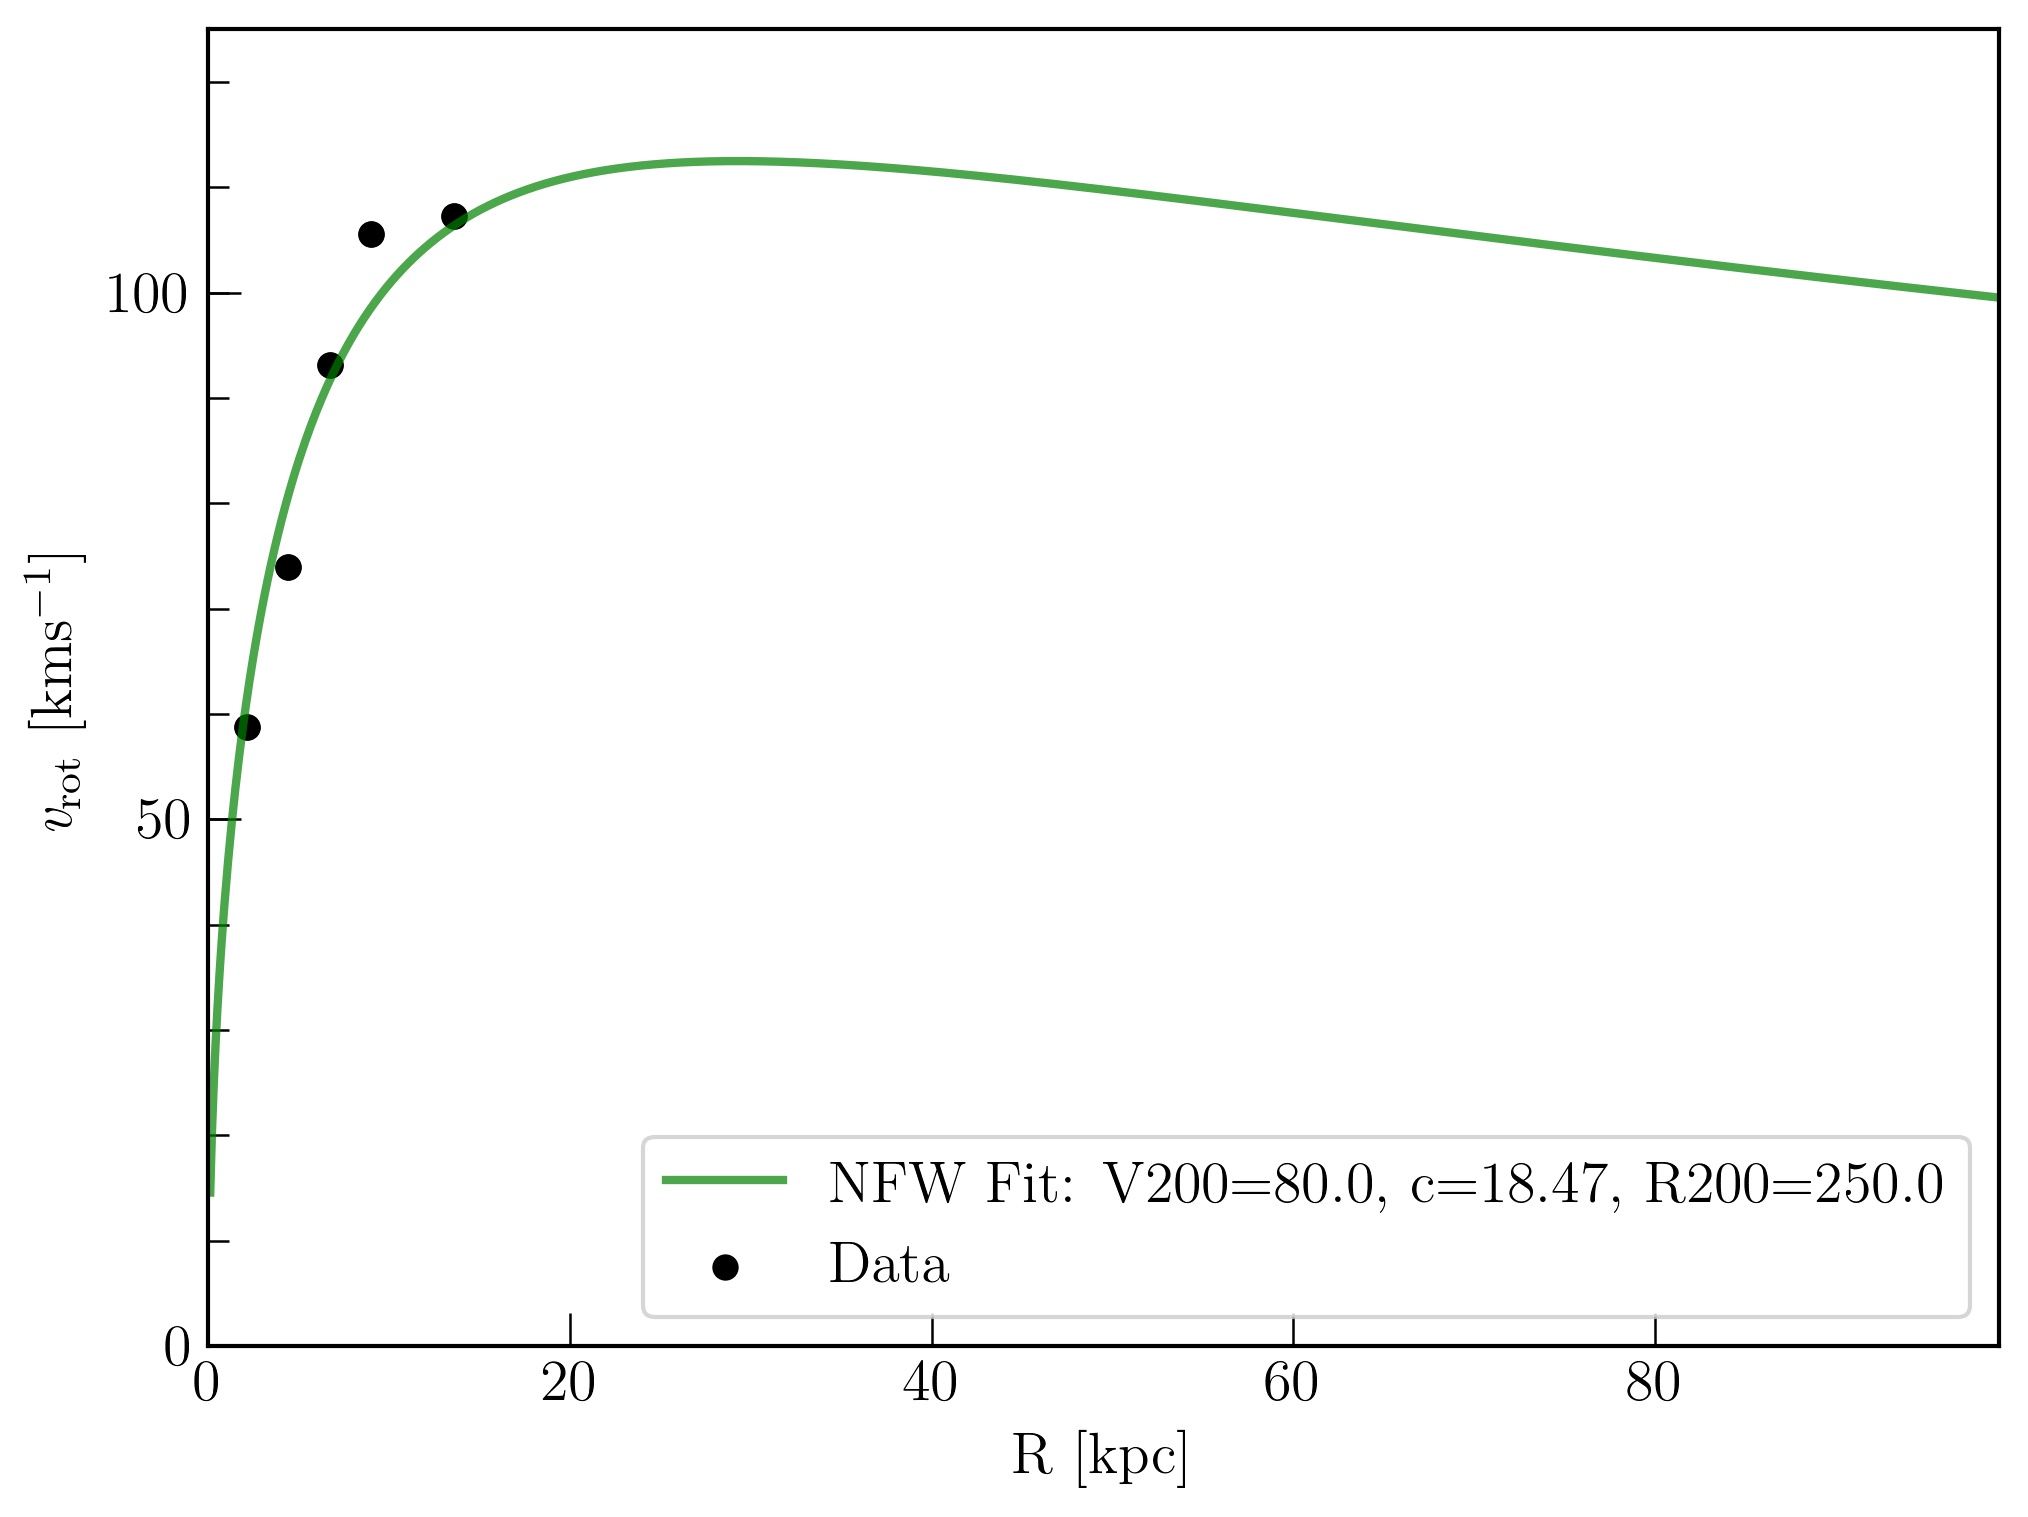 100
50
0
v_rot [kms^{-1}]
NFW Fit: V200=80.0, c=18.47, R200=250.0
Data
0 20 40 60 80
R [kpc]